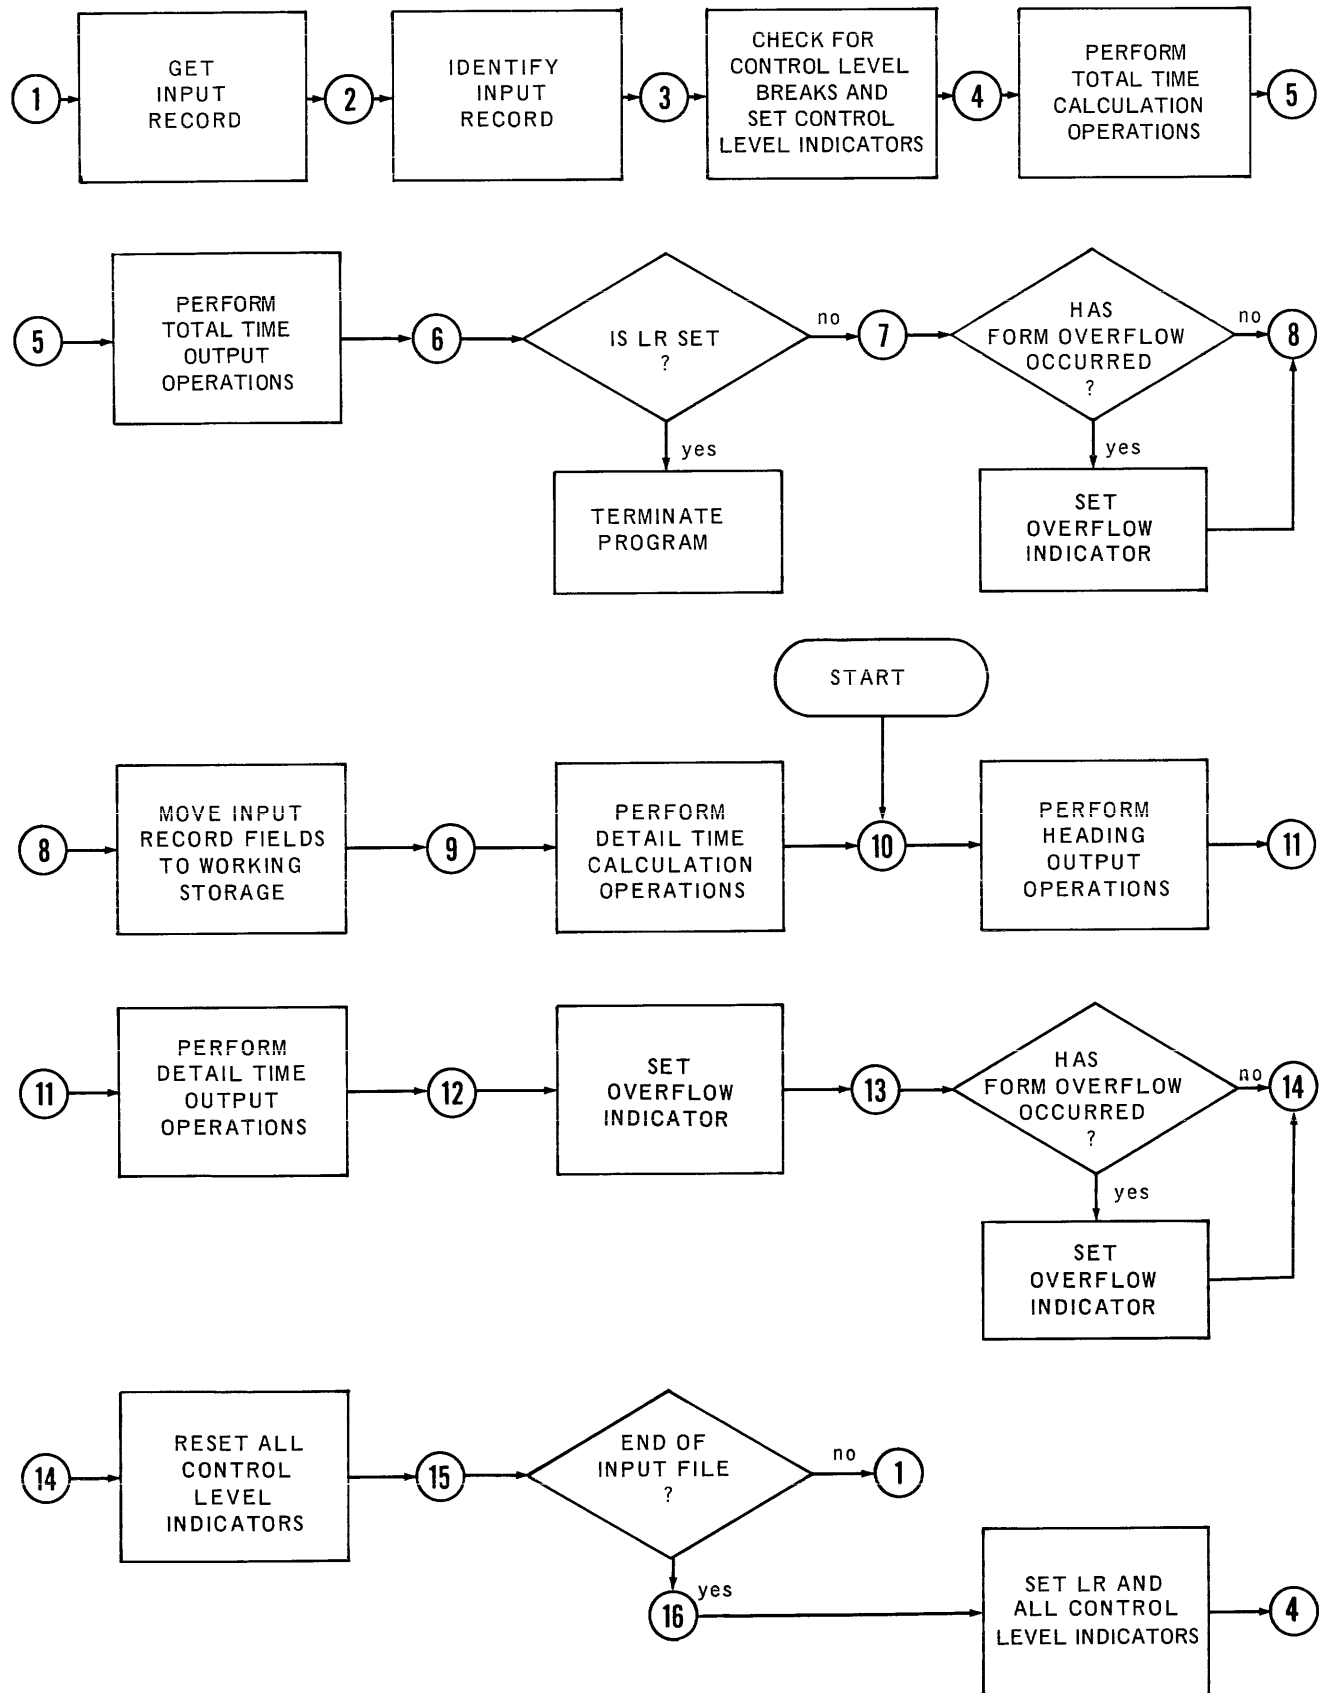 1
GET
INPUT
RECORD
2
IDENTIFY
INPUT
RECORD
3
CHECK FOR
CONTROL LEVEL
BREAKS AND
SET CONTROL
LEVEL INDICATORS
4
PERFORM
TOTAL TIME
CALCULATION
OPERATIONS
5
5
PERFORM
TOTAL TIME
OUTPUT
OPERATIONS
6
IS LR SET
?
no
yes
TERMINATE
PROGRAM
7
HAS
FORM OVERFLOW
OCCURRED
?
no
8
yes
SET
OVERFLOW
INDICATOR
START
8
MOVE INPUT
RECORD FIELDS
TO WORKING
STORAGE
9
PERFORM
DETAIL TIME
CALCULATION
OPERATIONS
10
PERFORM
HEADING
OUTPUT
OPERATIONS
11
11
PERFORM
DETAIL TIME
OUTPUT
OPERATIONS
12
SET
OVERFLOW
INDICATOR
13
HAS
FORM OVERFLOW
OCCURRED
?
no
14
yes
SET
OVERFLOW
INDICATOR
14
RESET ALL
CONTROL
LEVEL
INDICATORS
15
END OF
INPUT FILE
?
no
1
yes
16
SET LR AND
ALL CONTROL
LEVEL INDICATORS
4